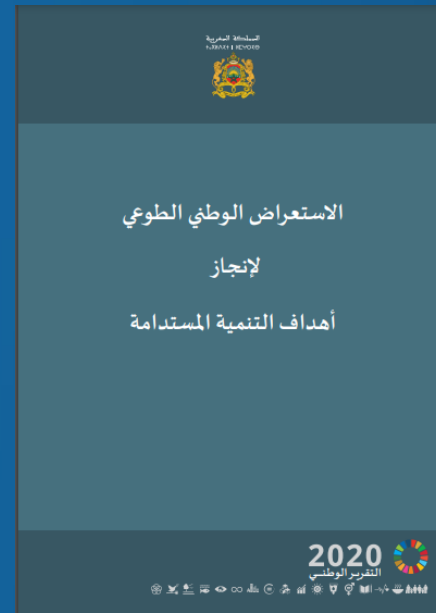 المملكة المغربية
الاستعراض الوطني الطوعي
لإنجاز
أهداف التنمية المستدامة
2020
التقرير الوطني